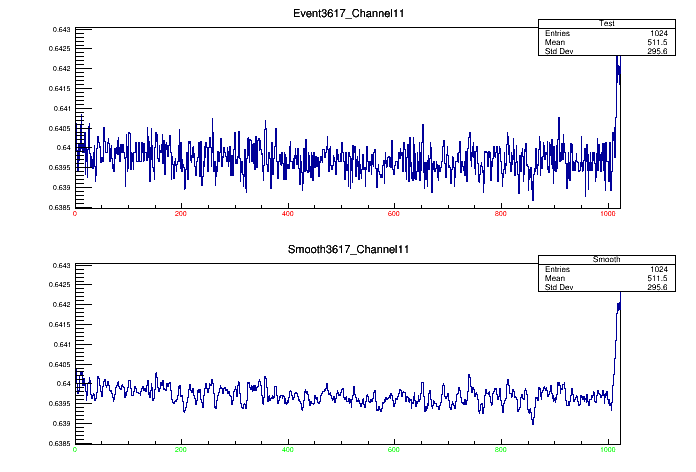 Event3617_Channel11
Test
Entries 1024
Mean 511.5
Std Dev 295.6
0.643
0.6425
0.642
0.6415
0.641
0.6405
0.64
0.6395
0.639
0.6385
0 200 400 600 800 1000
Smooth3617_Channel11
Smooth
Entries 1024
Mean 511.5
Std Dev 295.6
0.643
0.6425
0.642
0.6415
0.641
0.6405
0.64
0.6395
0.639
0.6385
0 200 400 600 800 1000